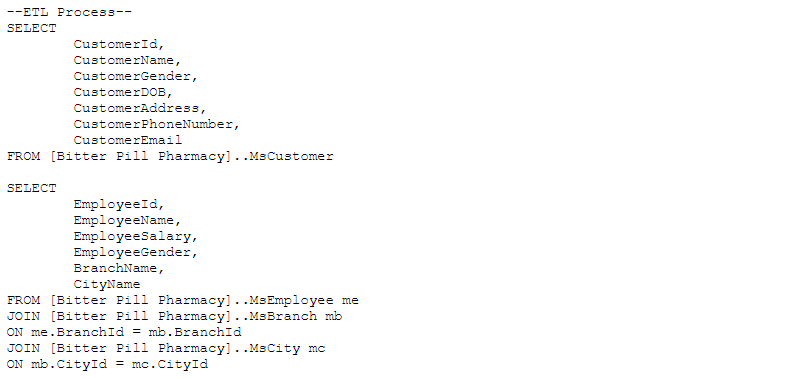 --ETL Process--
SELECT
CustomerId,
CustomerName,
CustomerGender,
CustomerDOB,
CustomerAddress,
CustomerPhoneNumber,
CustomerEmail
FROM [Bitter Pill Pharmacy]..MsCustomer
SELECT
EmployeeId,
EmployeeName,
EmployeeSalary,
EmployeeGender,
BranchName,
CityName
FROM [Bitter Pill Pharmacy]..MsEmployee me
JOIN [Bitter Pill Pharmacy]..MsBranch mb
ON me.BranchId = mb.BranchId
JOIN [Bitter Pill Pharmacy]..MsCity mc
ON mb.CityId = mc.CityId